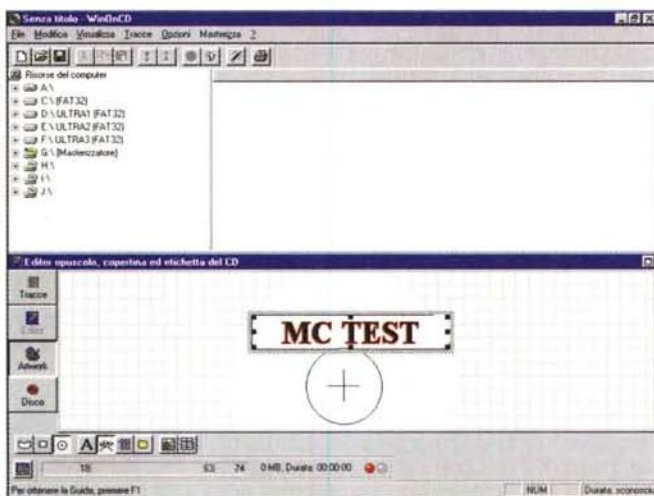 Senza titolo - WinOnCD
File Modifica Visualizza Tracce Opzioni Masterizza ?
Risorse del computer
A:\
C:\ (FAT32)
D:\ ULTRA1 (FAT32)
E:\ ULTRA2 (FAT32)
F:\ ULTRA3 (FAT32)
G:\ [Masterizzatore]
H:\
I:\
J:\
Editor opuscolo, copertina ed etichetta del CD
Tracce
Editor
Artwork
Disco
MC TEST
A
18 63 74 0 MB, Durata: 00:00:00
Per ottenere la Guida, premere F1 NUM Durata: sconosciu